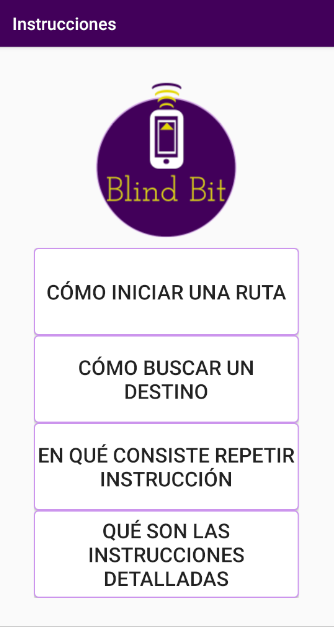 Instrucciones
Blind Bit
CÓMO INICIAR UNA RUTA
CÓMO BUSCAR UN
DESTINO
EN QUÉ CONSISTE REPETIR
INSTRUCCIÓN
QUÉ SON LAS
INSTRUCCIONES
DETALLADAS